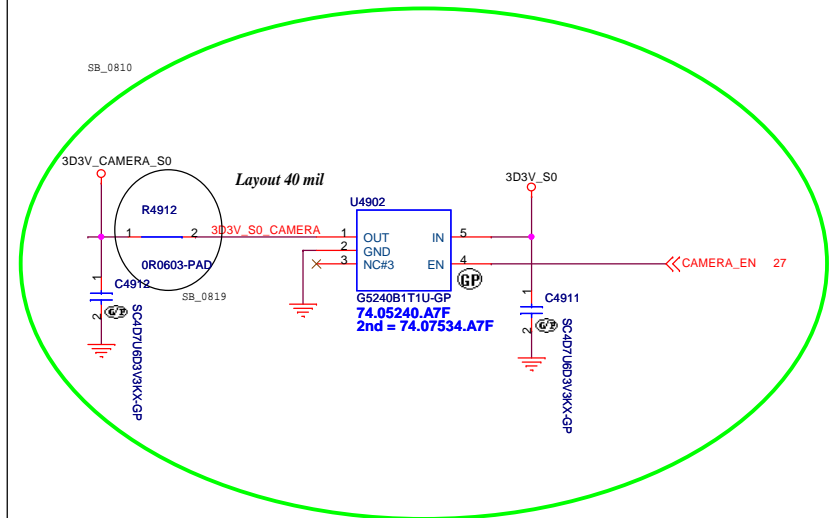 SB_0810
3D3V_CAMERA_S0
Layout 40 mil
3D3V_S0
R4912
U4902
1 2
3D3V_S0_CAMERA
1 OUT IN 5
2 GND
3 NC#3 EN 4
CAMERA_EN 27
0R0603-PAD
GP
C4912
SB_0819
G5240B1T1U-GP
C4911
74.05240.A7F
2nd = 74.07534.A7F
1
2
G/P
SC4D7U6D3V3KX-GP
1
2
G/P
SC4D7U6D3V3KX-GP